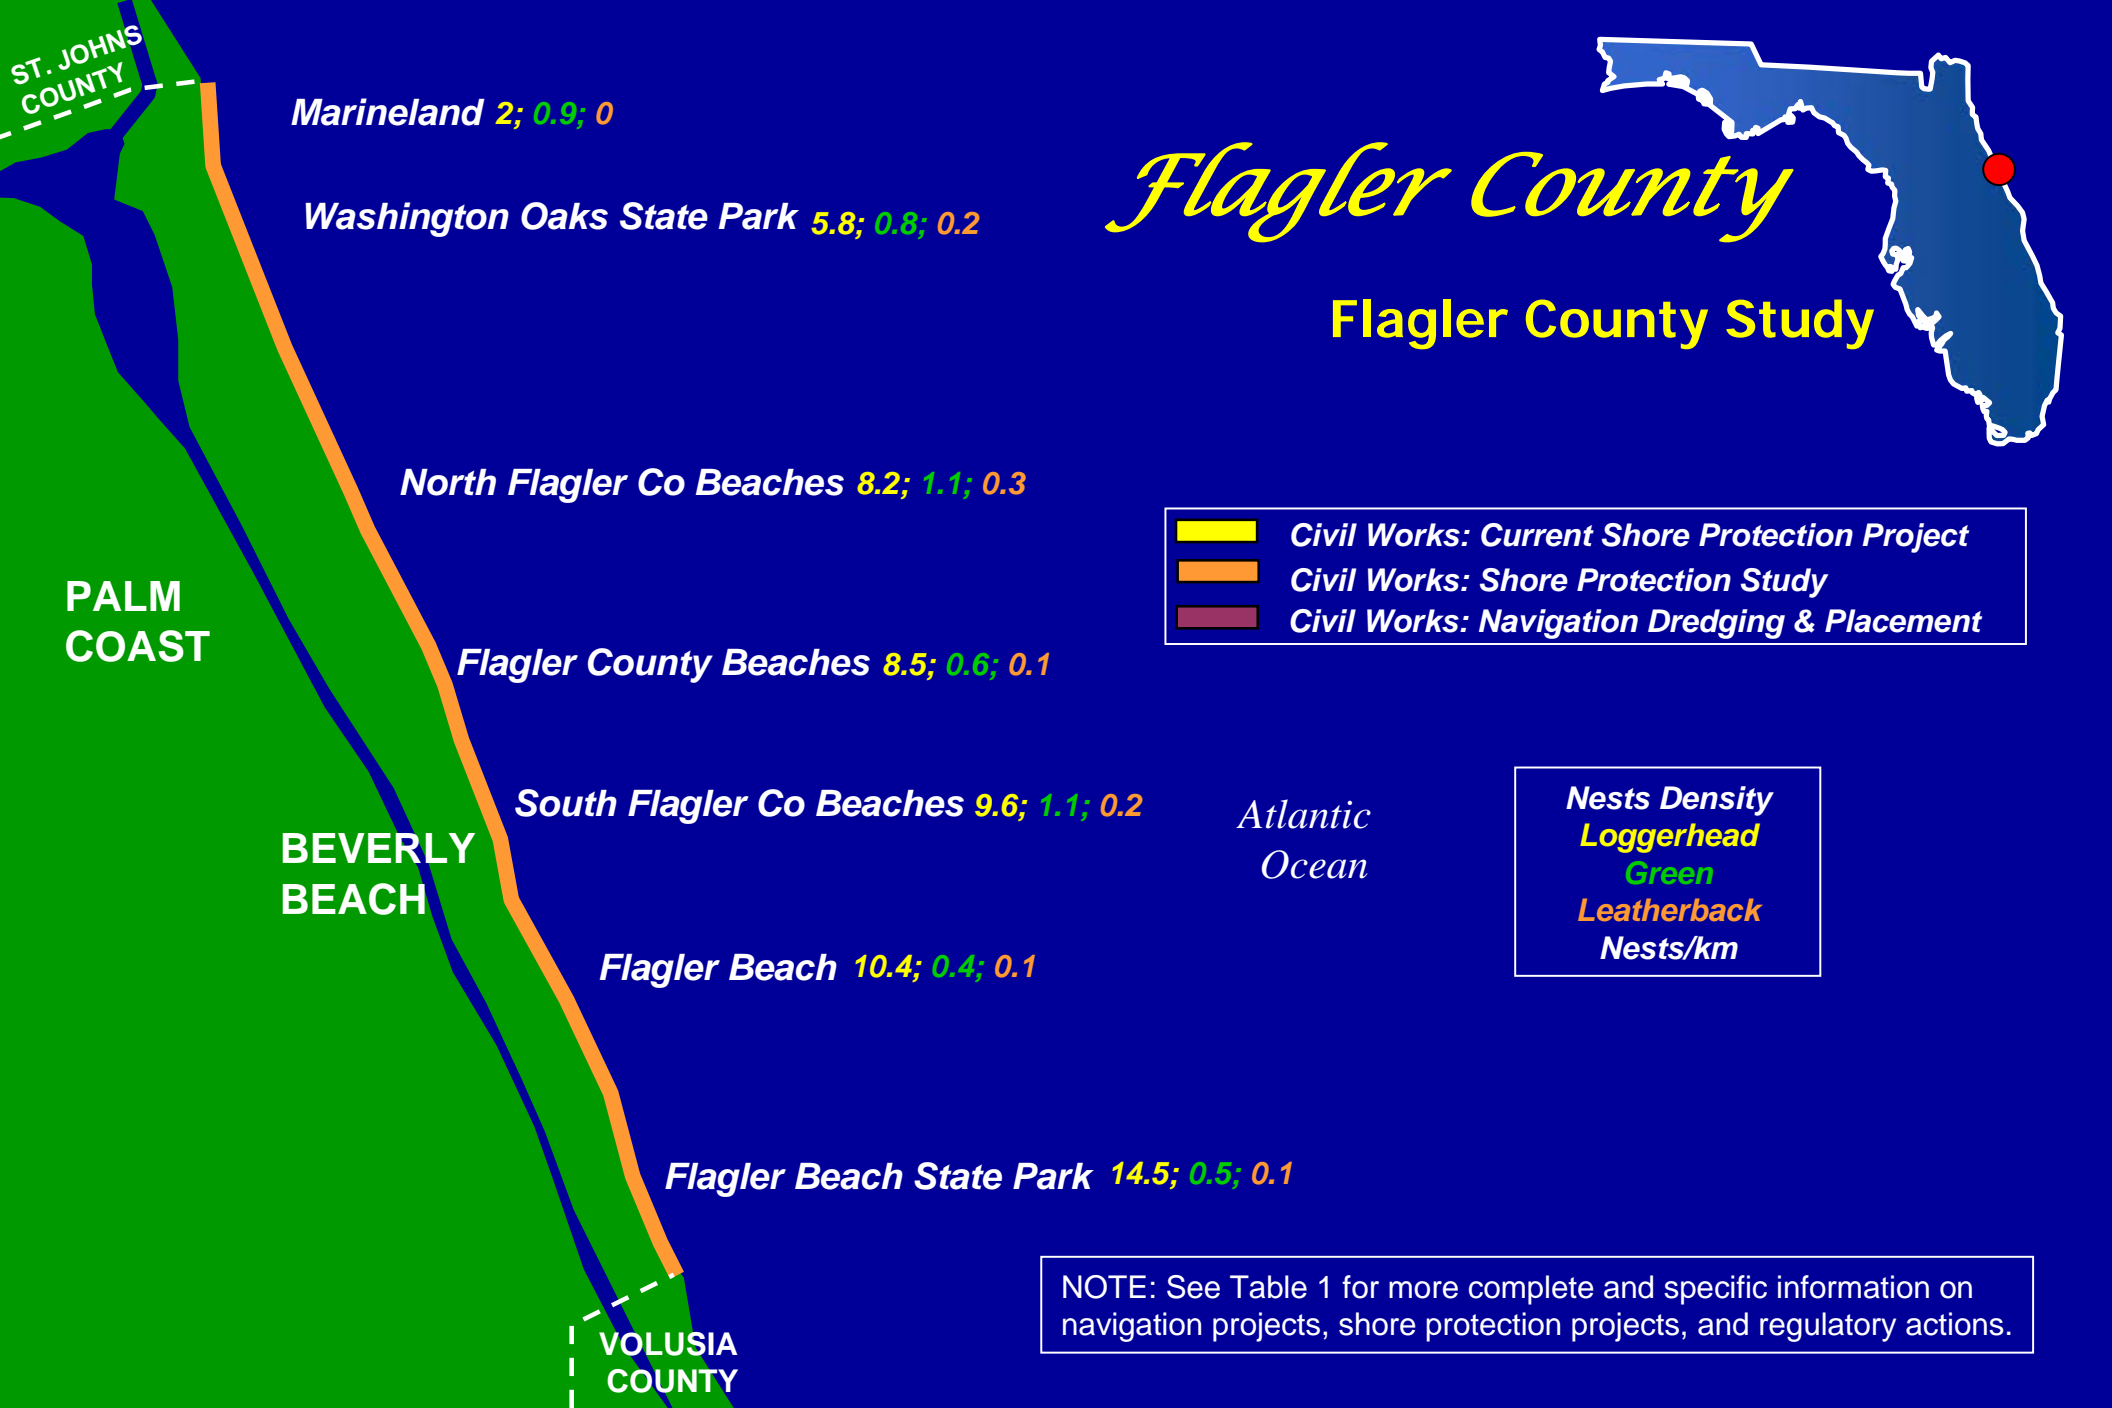 ST. JOHNS
COUNTY
Marineland 2; 0.9; 0
Washington Oaks State Park 5.8; 0.8; 0.2
Flagler County
Flagler County Study
North Flagler Co Beaches 8.2; 1.1; 0.3
Civil Works: Current Shore Protection Project
Civil Works: Shore Protection Study
Civil Works: Navigation Dredging & Placement
PALM
COAST
Flagler County Beaches 8.5; 0.6; 0.1
South Flagler Co Beaches 9.6; 1.1; 0.2
Atlantic
Ocean
Nests Density
Loggerhead
Green
Leatherback
Nests/km
BEVERLY
BEACH
Flagler Beach 10.4; 0.4; 0.1
Flagler Beach State Park 14.5; 0.5; 0.1
NOTE: See Table 1 for more complete and specific information on
navigation projects, shore protection projects, and regulatory actions.
VOLUSIA
COUNTY